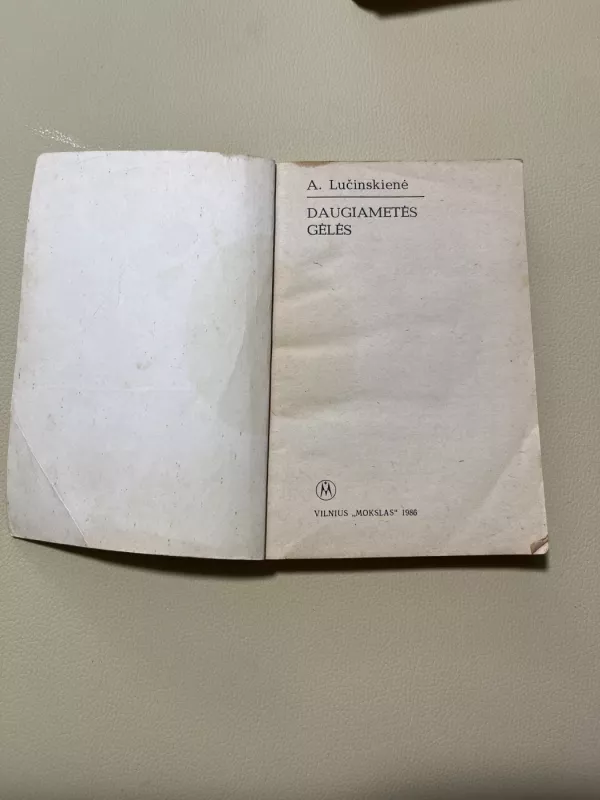 A. Lučinskienė
DAUGIAMETĖS
GĖLĖS
VILNIUS „MOKSLAS“ 1986